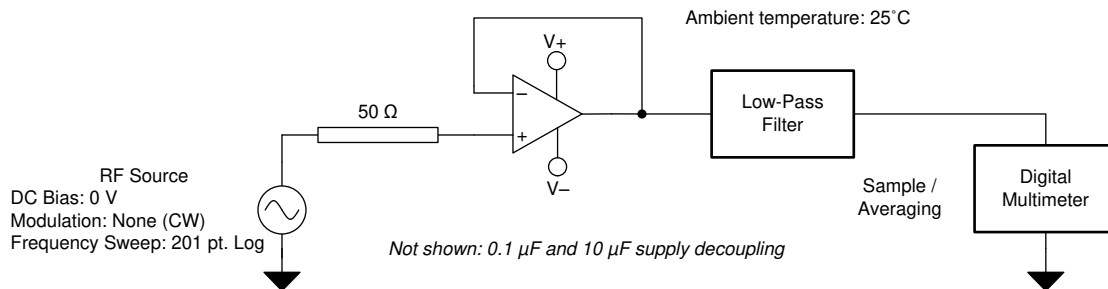 Ambient temperature: 25˚C
V+
–
+
V–
50 Ω
Low-Pass
Filter
RF Source
DC Bias: 0 V
Modulation: None (CW)
Frequency Sweep: 201 pt. Log
Sample /
Averaging
Digital
Multimeter
Not shown: 0.1 µF and 10 µF supply decoupling